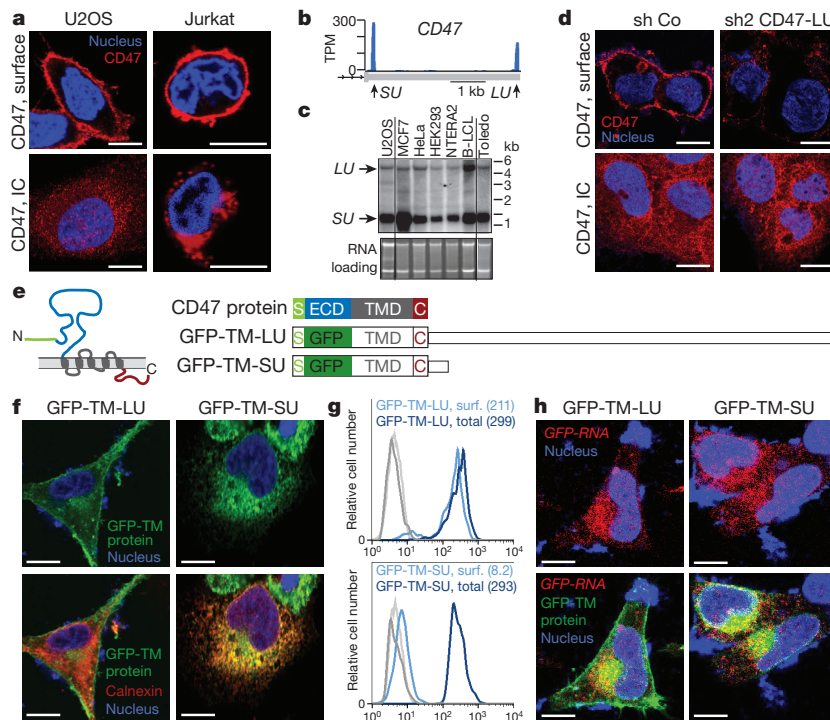 a
U2OS
Jurkat
CD47, surface
Nucleus
CD47
CD47, IC
b
300
0
TPM
CD47
SU
1 kb
LU
c
U2OS
MCF7
HeLa
HEK293
NTERA2
B-LCL
Toledo
kb
LU
SU
6
4
3
2
1
RNA
loading
d
sh Co
sh2 CD47-LU
CD47, surface
CD47
Nucleus
CD47, IC
e
N
C
CD47 protein
S ECD TMD C
GFP-TM-LU
S GFP TMD C
GFP-TM-SU
S GFP TMD C
f
GFP-TM-LU
GFP-TM-SU
GFP-TM
protein
Nucleus
GFP-TM
protein
Calnexin
Nucleus
g
GFP-TM-LU, surf. (211)
GFP-TM-LU, total (299)
Relative cell number
0
10⁰ 10¹ 10² 10³ 10⁴
GFP-TM-SU, surf. (8.2)
GFP-TM-SU, total (293)
Relative cell number
0
10⁰ 10¹ 10² 10³ 10⁴
h
GFP-TM-LU
GFP-TM-SU
GFP-RNA
Nucleus
GFP-RNA
GFP-TM
protein
Nucleus